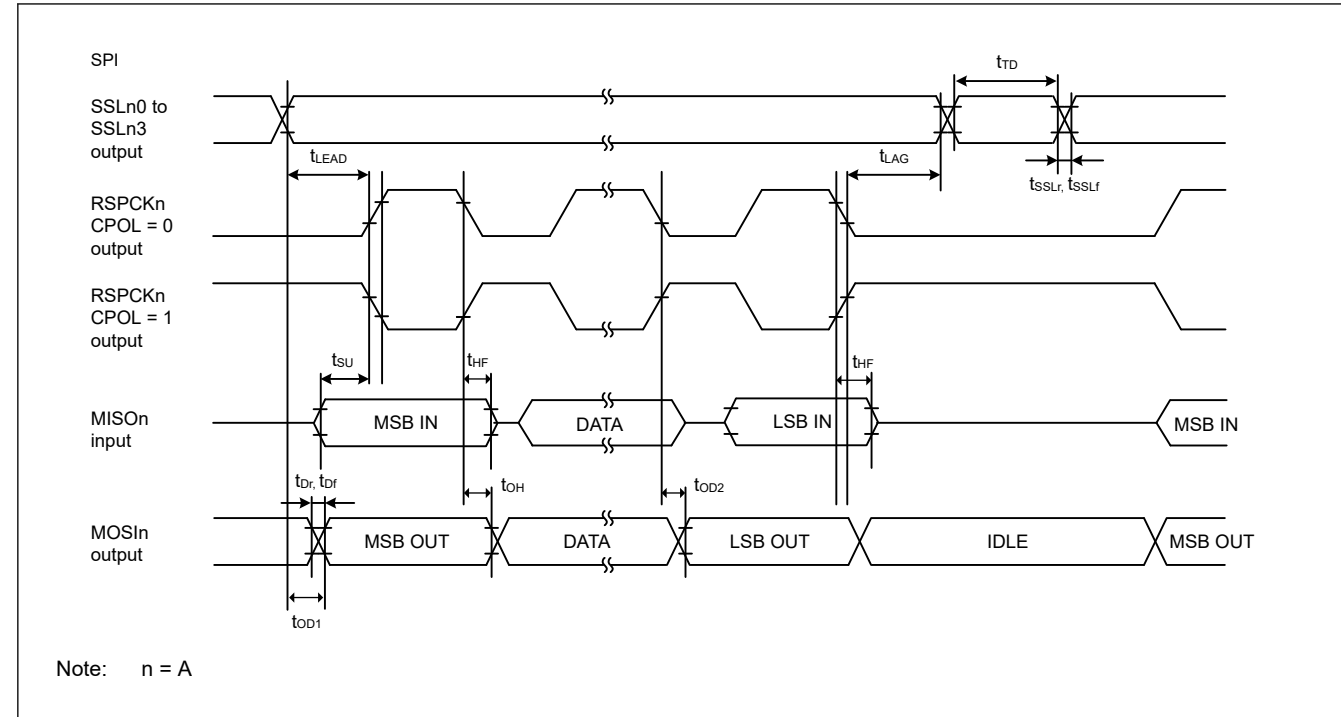 SPI
tTD
SSLn0 to
SSLn3
output
tLEAD
tLAG
tSSLr, tSSLf
RSPCKn
CPOL = 0
output
RSPCKn
CPOL = 1
output
tSU
tHF
tHF
MISOn
input
MSB IN
DATA
LSB IN
MSB IN
tDr, tDf
tOH
tOD2
MOSIn
output
MSB OUT
DATA
LSB OUT
IDLE
MSB OUT
tOD1
Note: n = A